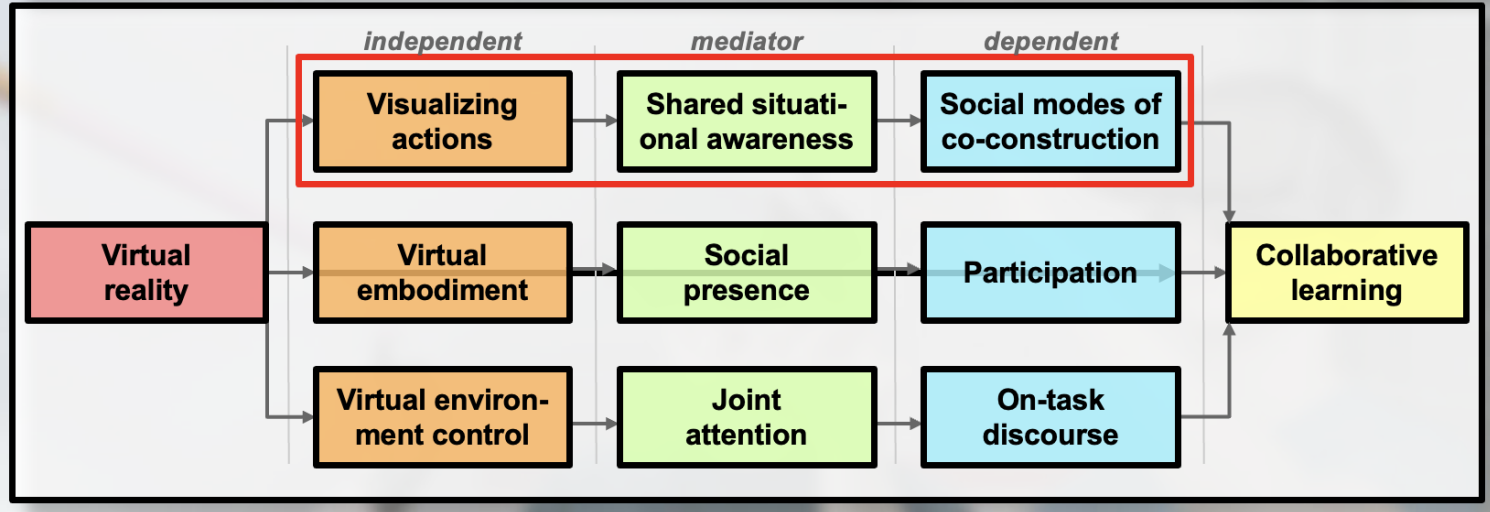 independent
mediator
dependent
Visualizing
actions
Shared situati-
onal awareness
Social modes of
co-construction
Virtual
reality
Virtual
embodiment
Social
presence
Participation
Collaborative
learning
Virtual environ-
ment control
Joint
attention
On-task
discourse